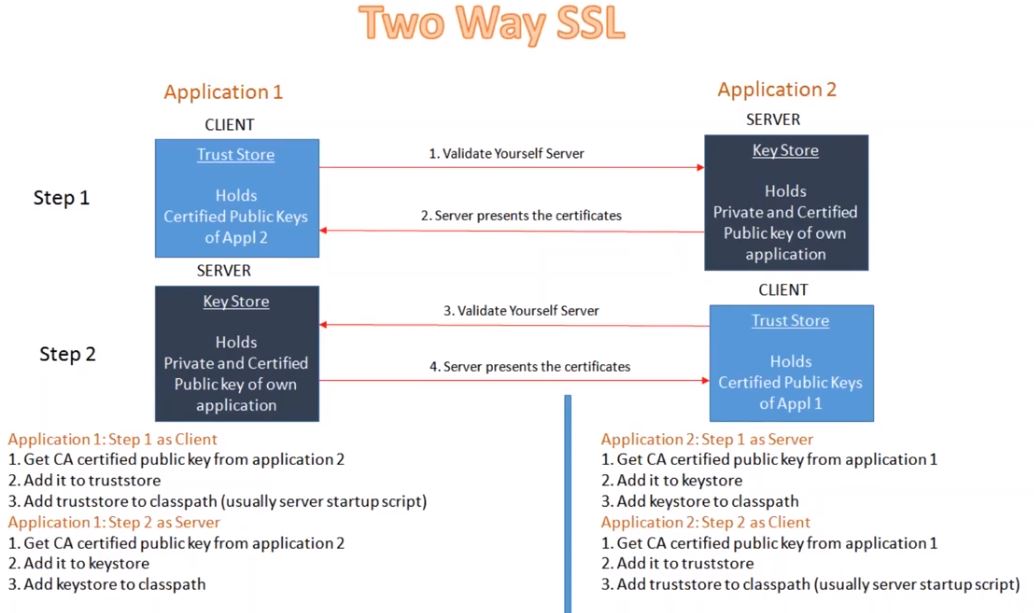 Two Way SSL
Application 1
Application 2
CLIENT
SERVER
Step 1
Trust Store
Holds
Certified Public Keys
of Appl 2
1. Validate Yourself Server
2. Server presents the certificates
Key Store
Holds
Private and Certified
Public key of own
application
SERVER
CLIENT
Step 2
Key Store
Holds
Private and Certified
Public key of own
application
3. Validate Yourself Server
4. Server presents the certificates
Trust Store
Holds
Certified Public Keys
of Appl 1
Application 1: Step 1 as Client
1. Get CA certified public key from application 2
2. Add it to truststore
3. Add truststore to classpath (usually server startup script)
Application 1: Step 2 as Server
1. Get CA certified public key from application 2
2. Add it to keystore
3. Add keystore to classpath
Application 2: Step 1 as Server
1. Get CA certified public key from application 1
2. Add it to keystore
3. Add keystore to classpath
Application 2: Step 2 as Client
1. Get CA certified public key from application 1
2. Add it to truststore
3. Add truststore to classpath (usually server startup script)